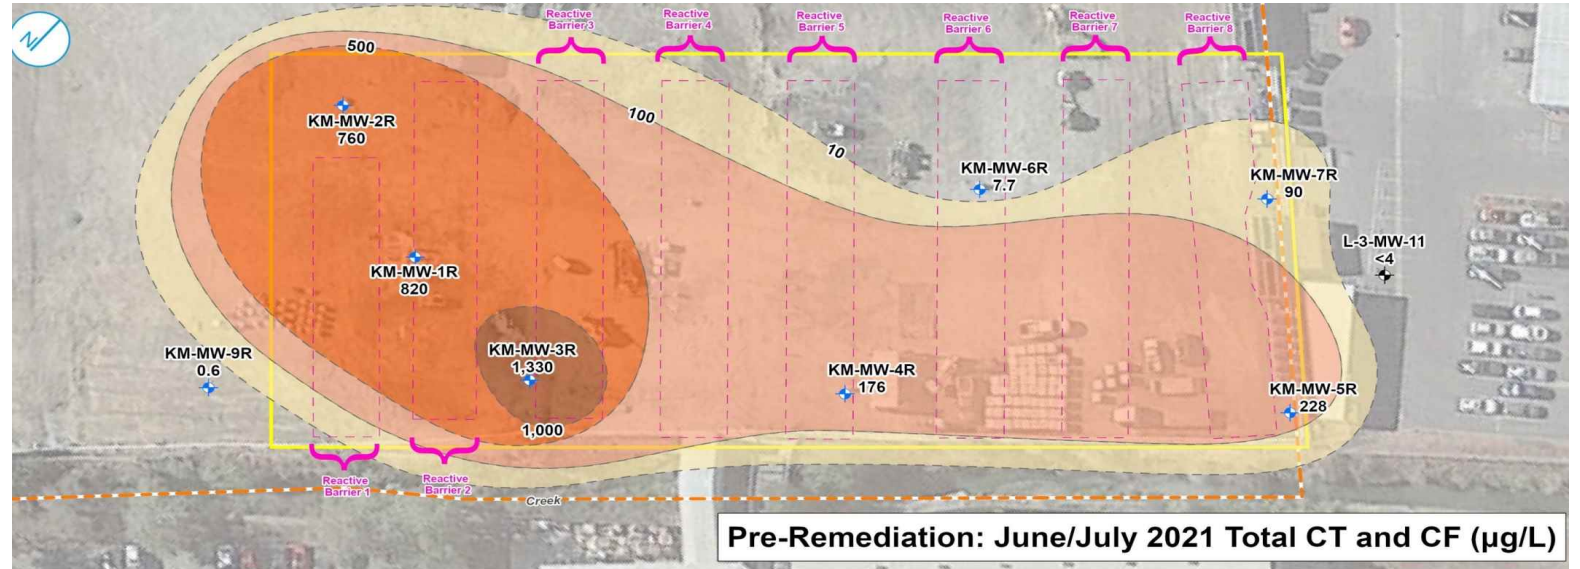 N
Reactive
Barrier 3
Reactive
Barrier 4
Reactive
Barrier 5
Reactive
Barrier 6
Reactive
Barrier 7
Reactive
Barrier 8
500
KM-MW-2R
760
100
10
KM-MW-6R
7.7
KM-MW-7R
90
KM-MW-1R
820
L-3-MW-11
<4
KM-MW-9R
0.6
KM-MW-3R
1,330
KM-MW-4R
176
KM-MW-5R
228
1,000
Reactive
Barrier 1
Reactive
Barrier 2
Creek
Pre-Remediation: June/July 2021 Total CT and CF (µg/L)